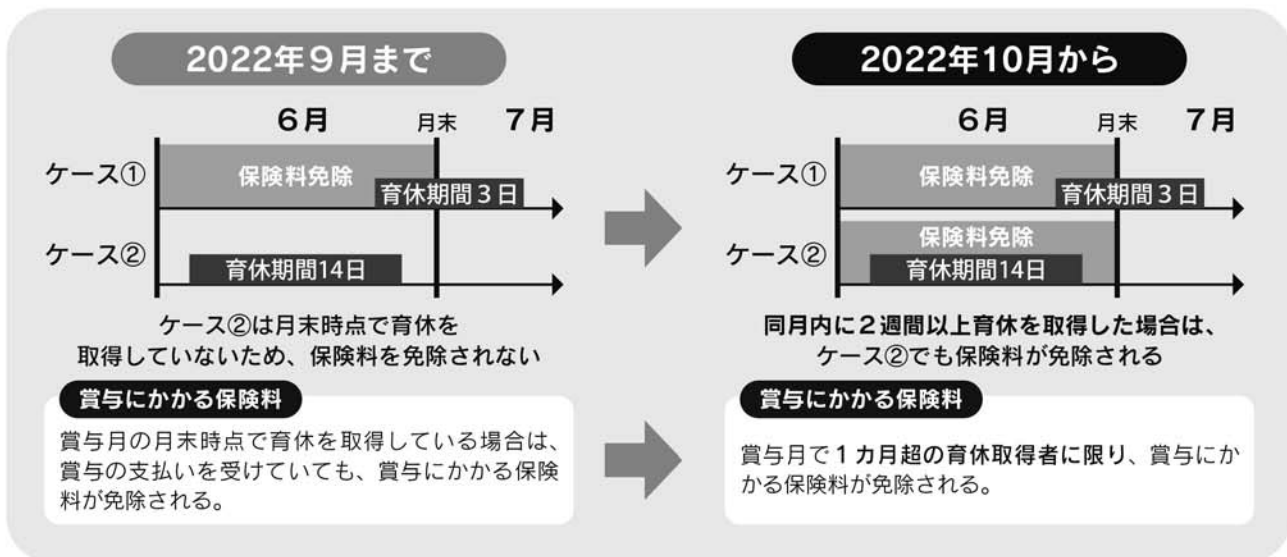 2022年9月まで
6月 月末 7月
ケース①
保険料免除
育休期間3日
ケース②
育休期間14日
ケース②は月末時点で育休を
取得していないため、保険料を免除されない
賞与にかかる保険料
賞与月の月末時点で育休を取得している場合は、
賞与の支払いを受けていても、賞与にかかる保険
料が免除される。
2022年10月から
6月 月末 7月
ケース①
保険料免除
育休期間3日
ケース②
保険料免除
育休期間14日
同月内に2週間以上育休を取得した場合は、
ケース②でも保険料が免除される
賞与にかかる保険料
賞与月で1カ月超の育休取得者に限り、賞与にか
かる保険料が免除される。